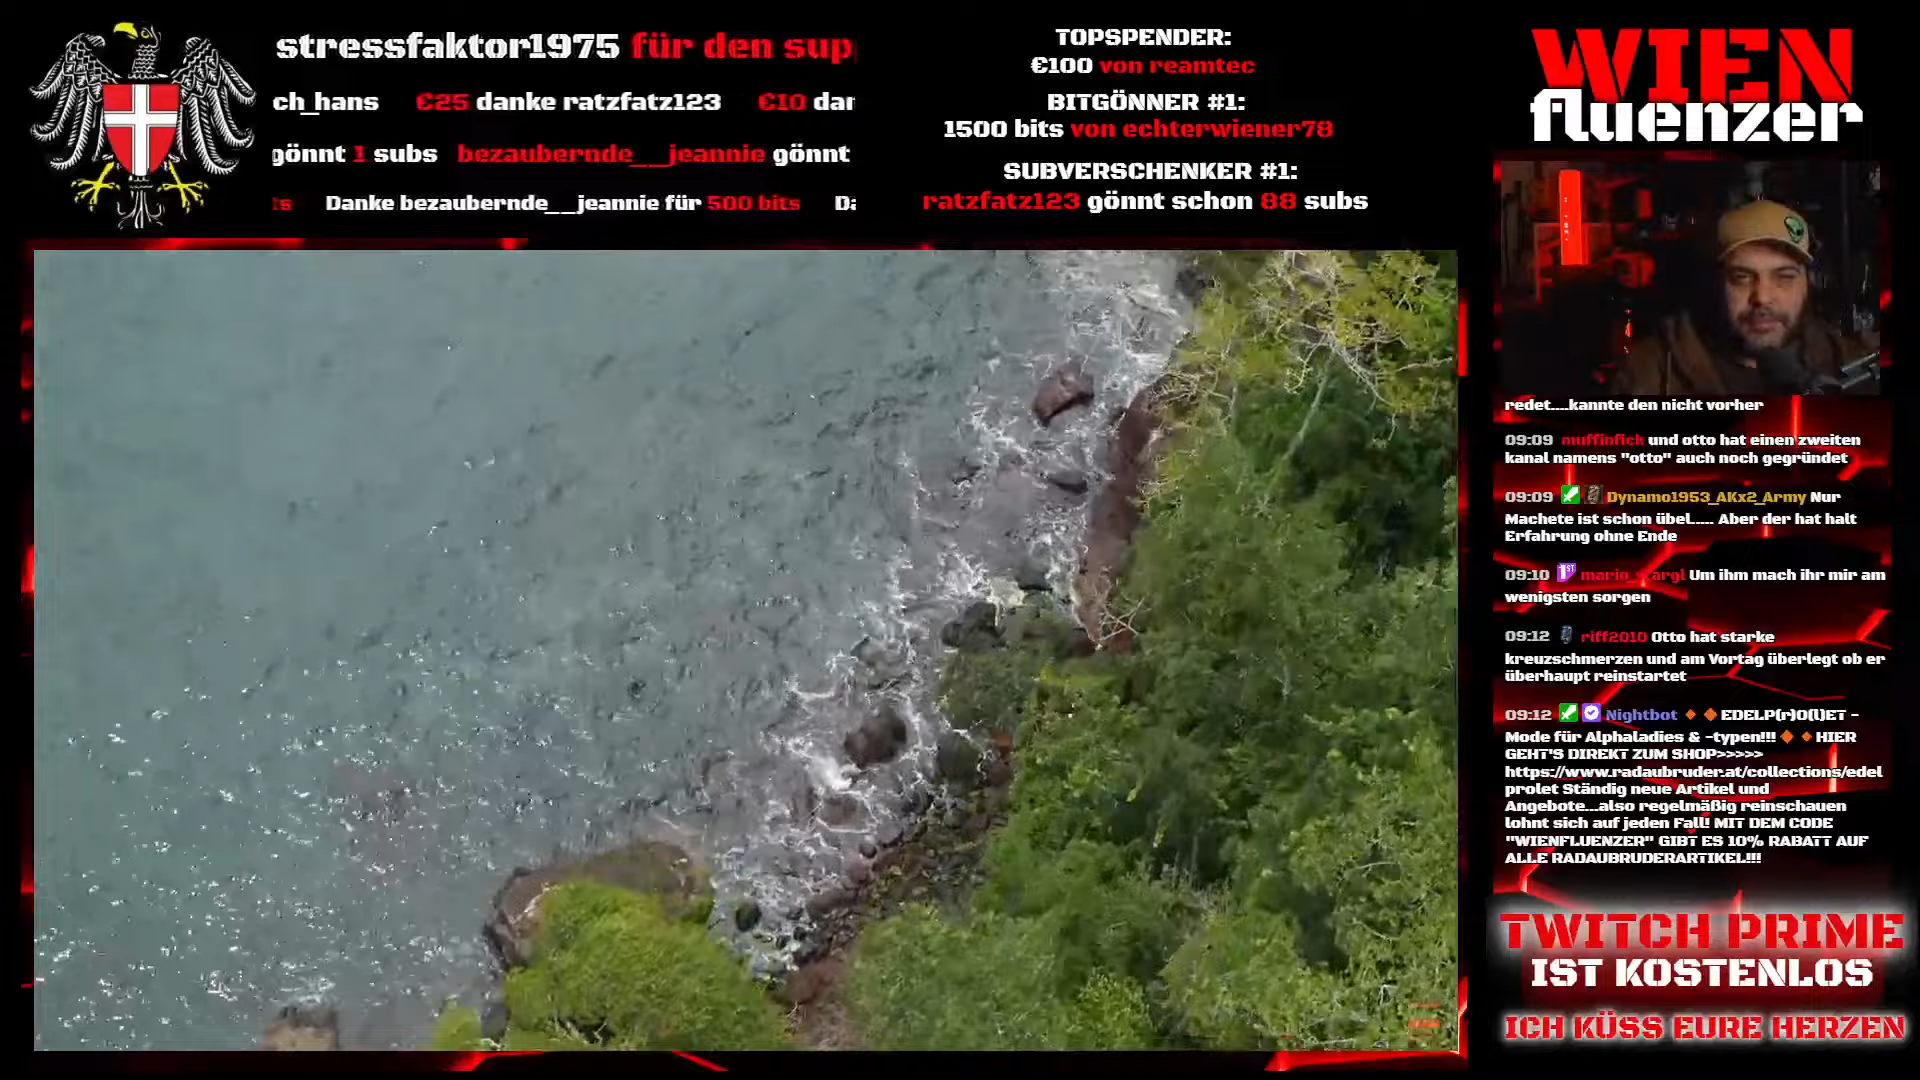 stressfaktor1975 für den sup
ch_hans €25 danke ratzfatz123 €10 dar
gönnt 1 subs bezaubernde__jeannie gönnt
ts Danke bezaubernde__jeannie für 500 bits Da
TOPSPENDER:
€100 von reamtec
BITGÖNNER #1:
1500 bits von echterwiener78
SUBVERSCHENKER #1:
ratzfatz123 gönnt schon 88 subs
WIEN
fluenzer
redet....kannte den nicht vorher
09:09 muffinfick und otto hat einen zweiten
kanal namens "otto" auch noch gegründet
09:09 Dynamo1953_AKx2_Army Nur
Machete ist schon übel..... Aber der hat halt
Erfahrung ohne Ende
09:10 Um ihm mach ihr mir am
wenigsten sorgen
09:12 riff2010 Otto hat starke
kreuzschmerzen und am Vortag überlegt ob er
überhaupt reinstartet
09:12 Nightbot 🔸🔶EDELP(r)O(l)ET -
Mode für Alphaladies & -typen!!!🔶🔸HIER
GEHT'S DIREKT ZUM SHOP>>>>>
https://www.radaubruder.at/collections/edel
prolet Ständig neue Artikel und
Angebote...also regelmäßig reinschauen
lohnt sich auf jeden Fall! MIT DEM CODE
"WIENFLUENZER" GIBT ES 10% RABATT AUF
ALLE RADAUBRUDERARTIKEL!!!
TWITCH PRIME
IST KOSTENLOS
ICH KÜSS EURE HERZEN